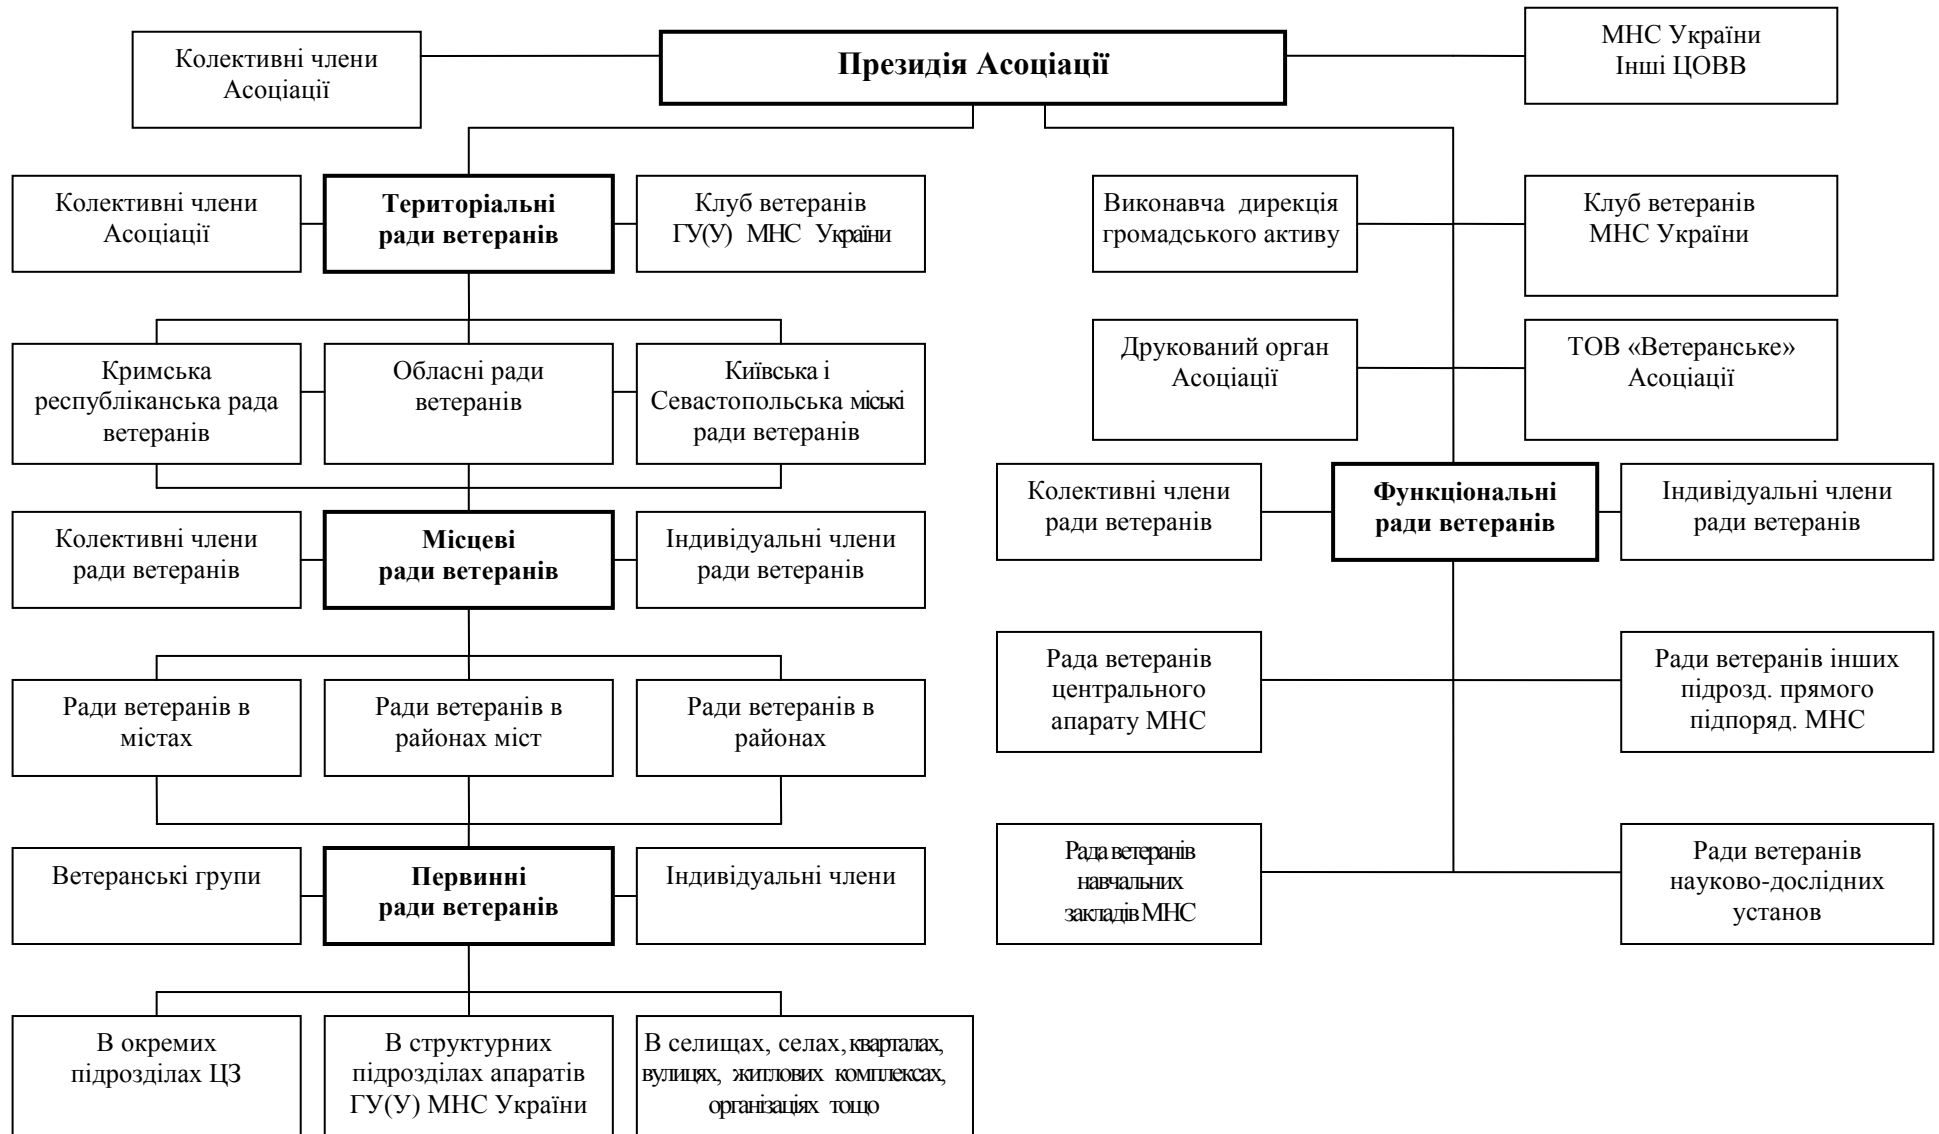 Колективні члени
Асоціації
Президія Асоціації
МНС України
Інші ЦОВВ
Колективні члени
Асоціації
Територіальні
ради ветеранів
Клуб ветеранів
ГУ(У) МНС України
Виконавча дирекція
громадського активу
Клуб ветеранів
МНС України
Кримська
республіканська рада
ветеранів
Обласні ради
ветеранів
Київська і
Севастопольська міські
ради ветеранів
Друкований орган
Асоціації
ТОВ «Ветеранське»
Асоціації
Колективні члени
ради ветеранів
Місцеві
ради ветеранів
Індивідуальні члени
ради ветеранів
Колективні члени
ради ветеранів
Функціональні
ради ветеранів
Індивідуальні члени
ради ветеранів
Ради ветеранів в
містах
Ради ветеранів в
районах міст
Ради ветеранів в
районах
Рада ветеранів
центрального
апарату МНС
Ради ветеранів інших
підрозд. прямого
підпоряд. МНС
Ветеранські групи
Первинні
ради ветеранів
Індивідуальні члени
Рада ветеранів
навчальних
закладів МНС
Ради ветеранів
науково-дослідних
установ
В окремих
підрозділах ЦЗ
В структурних
підрозділах апаратів
ГУ(У) МНС України
В селищах, селах, кварталах,
вулицях, житлових комплексах,
організаціях тощо